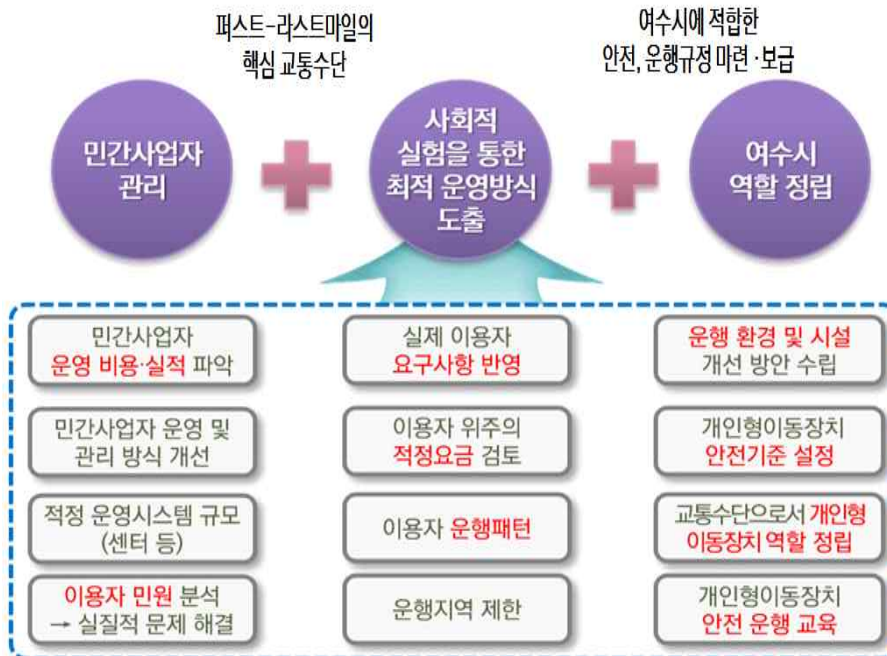 퍼스트-라스트마일의
핵심 교통수단
여수시에 적합한
안전, 운행규정 마련·보급
민간사업자
관리
사회적
실험을 통한
최적 운영방식
도출
여수시
역할 정립
민간사업자
운영 비용·실적 파악
실제 이용자
요구사항 반영
운행 환경 및 시설
개선 방안 수립
민간사업자 운영 및
관리 방식 개선
이용자 위주의
적정요금 검토
개인형이동장치
안전기준 설정
적정 운영시스템 규모
(센터 등)
이용자 운행패턴
교통수단으로서 개인형
이동장치 역할 정립
이용자 민원 분석
→ 실질적 문제 해결
운행지역 제한
개인형이동장치
안전 운행 교육